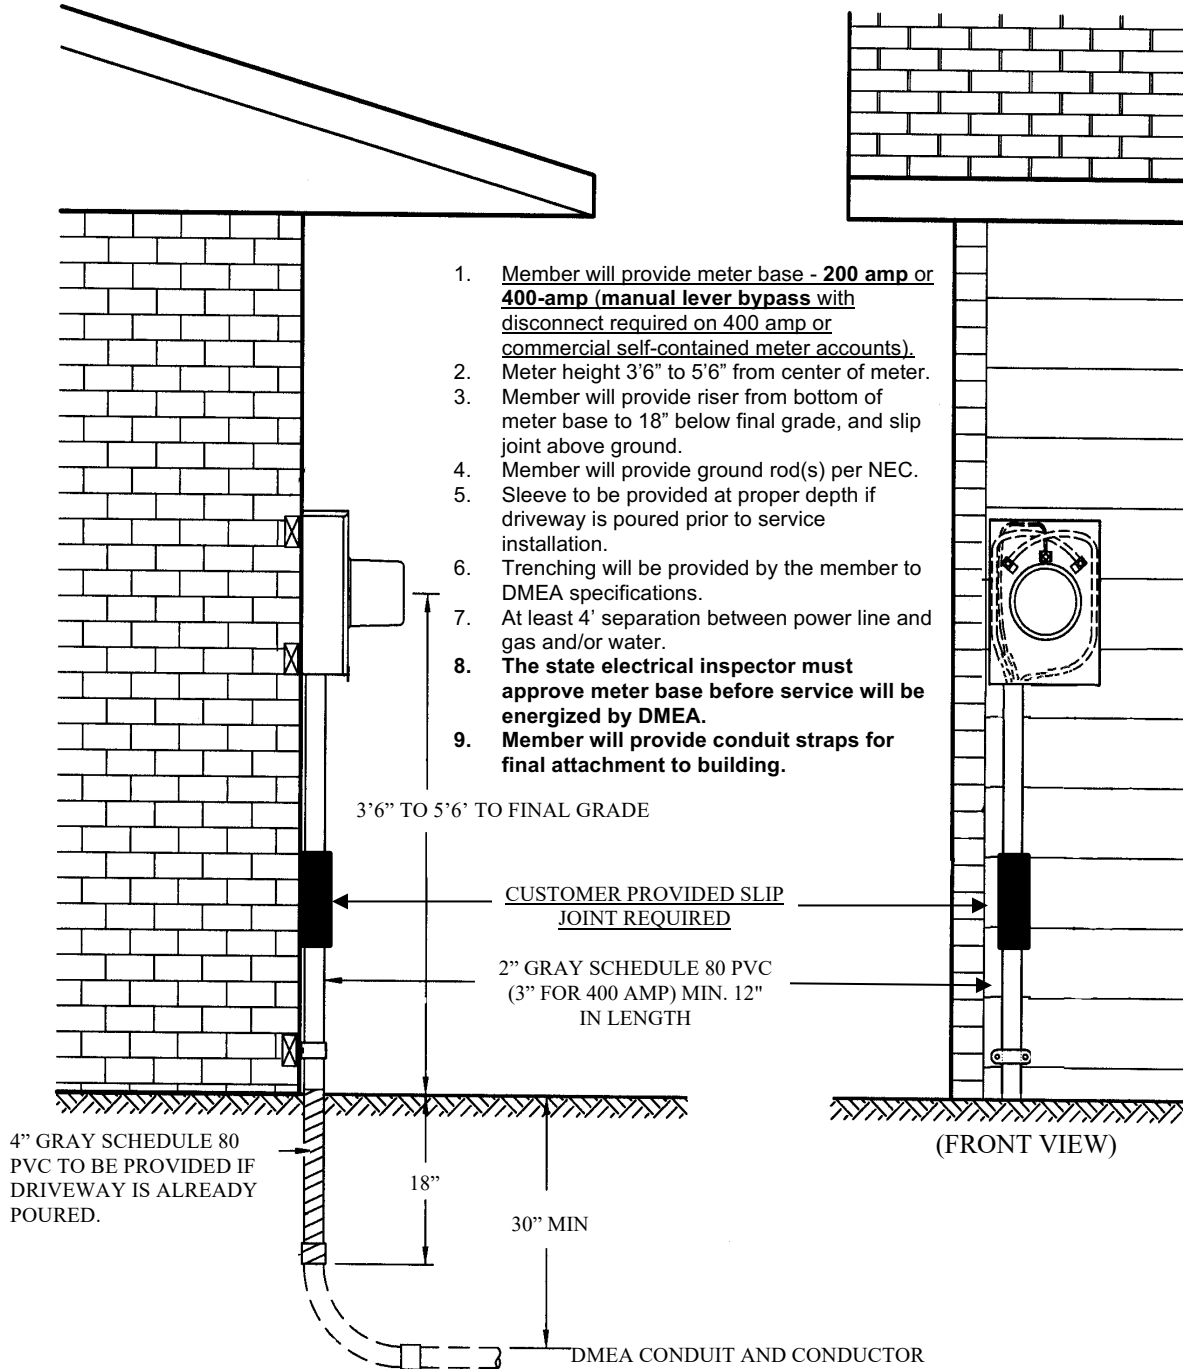 1. Member will provide meter base - 200 amp or
400-amp (manual lever bypass with
disconnect required on 400 amp or
commercial self-contained meter accounts).
2. Meter height 3’6” to 5’6” from center of meter.
3. Member will provide riser from bottom of
meter base to 18” below final grade, and slip
joint above ground.
4. Member will provide ground rod(s) per NEC.
5. Sleeve to be provided at proper depth if
driveway is poured prior to service
installation.
6. Trenching will be provided by the member to
DMEA specifications.
7. At least 4’ separation between power line and
gas and/or water.
8. The state electrical inspector must
approve meter base before service will be
energized by DMEA.
9. Member will provide conduit straps for
final attachment to building.
3’6” TO 5’6’ TO FINAL GRADE
CUSTOMER PROVIDED SLIP
JOINT REQUIRED
2” GRAY SCHEDULE 80 PVC
(3” FOR 400 AMP) MIN. 12"
IN LENGTH
4” GRAY SCHEDULE 80
PVC TO BE PROVIDED IF
DRIVEWAY IS ALREADY
POURED.
18”
30” MIN
(FRONT VIEW)
DMEA CONDUIT AND CONDUCTOR